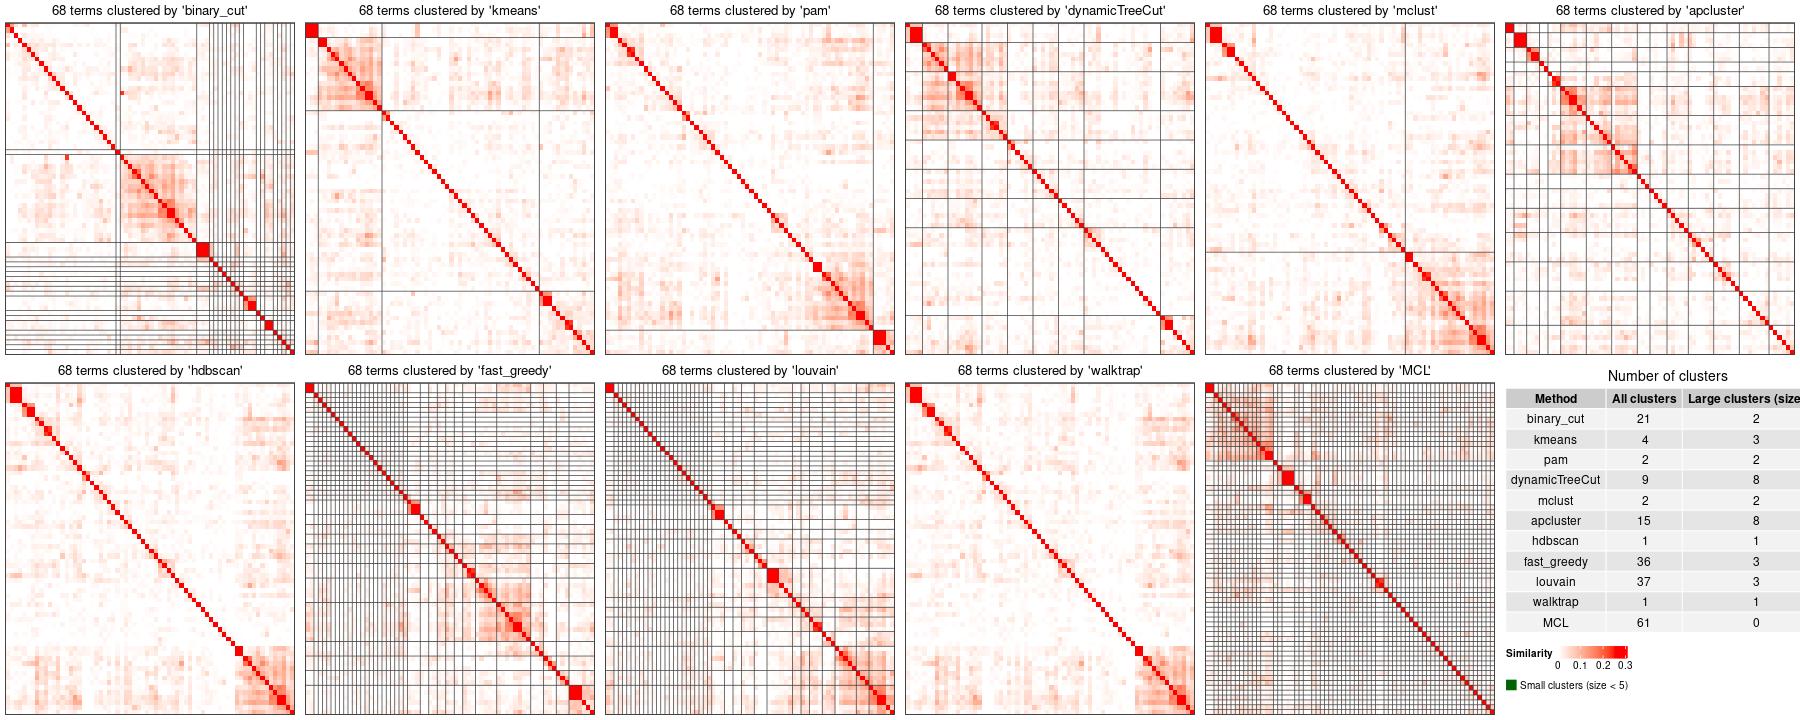 68 terms clustered by 'binary_cut'
68 terms clustered by 'kmeans'
68 terms clustered by 'pam'
68 terms clustered by 'dynamicTreeCut'
68 terms clustered by 'mclust'
68 terms clustered by 'apcluster'
68 terms clustered by 'hdbscan'
68 terms clustered by 'fast_greedy'
68 terms clustered by 'louvain'
68 terms clustered by 'walktrap'
68 terms clustered by 'MCL'
Number of clusters
Method All clusters Large clusters (size
binary_cut 21 2
kmeans 4 3
pam 2 2
dynamicTreeCut 9 8
mclust 2 2
apcluster 15 8
hdbscan 1 1
fast_greedy 36 3
louvain 37 3
walktrap 1 1
MCL 61 0
Similarity
0 0.1 0.2 0.3
Small clusters (size < 5)